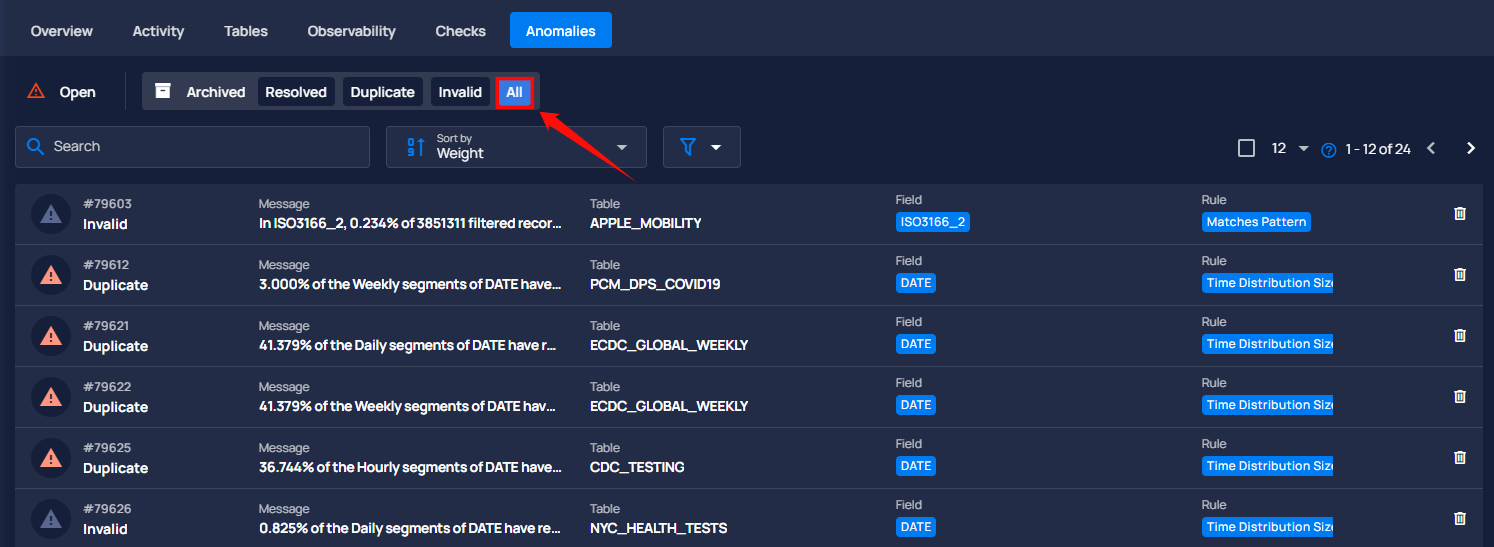 Overview Activity Tables Observability Checks Anomalies
Open Archived Resolved Duplicate Invalid All
Search
Sort by
Weight
12 1 - 12 of 24
#79603 Message Table Field Rule
Invalid In ISO3166_2, 0.234% of 3851311 filtered recor... APPLE_MOBILITY ISO3166_2 Matches Pattern
#79612 Message Table Field Rule
Duplicate 3.000% of the Weekly segments of DATE have... PCM_DPS_COVID19 DATE Time Distribution Size
#79621 Message Table Field Rule
Duplicate 41.379% of the Daily segments of DATE have r... ECDC_GLOBAL_WEEKLY DATE Time Distribution Size
#79622 Message Table Field Rule
Duplicate 41.379% of the Weekly segments of DATE hav... ECDC_GLOBAL_WEEKLY DATE Time Distribution Size
#79625 Message Table Field Rule
Duplicate 36.744% of the Hourly segments of DATE have... CDC_TESTING DATE Time Distribution Size
#79626 Message Table Field Rule
Invalid 0.825% of the Daily segments of DATE have re... NYC_HEALTH_TESTS DATE Time Distribution Size